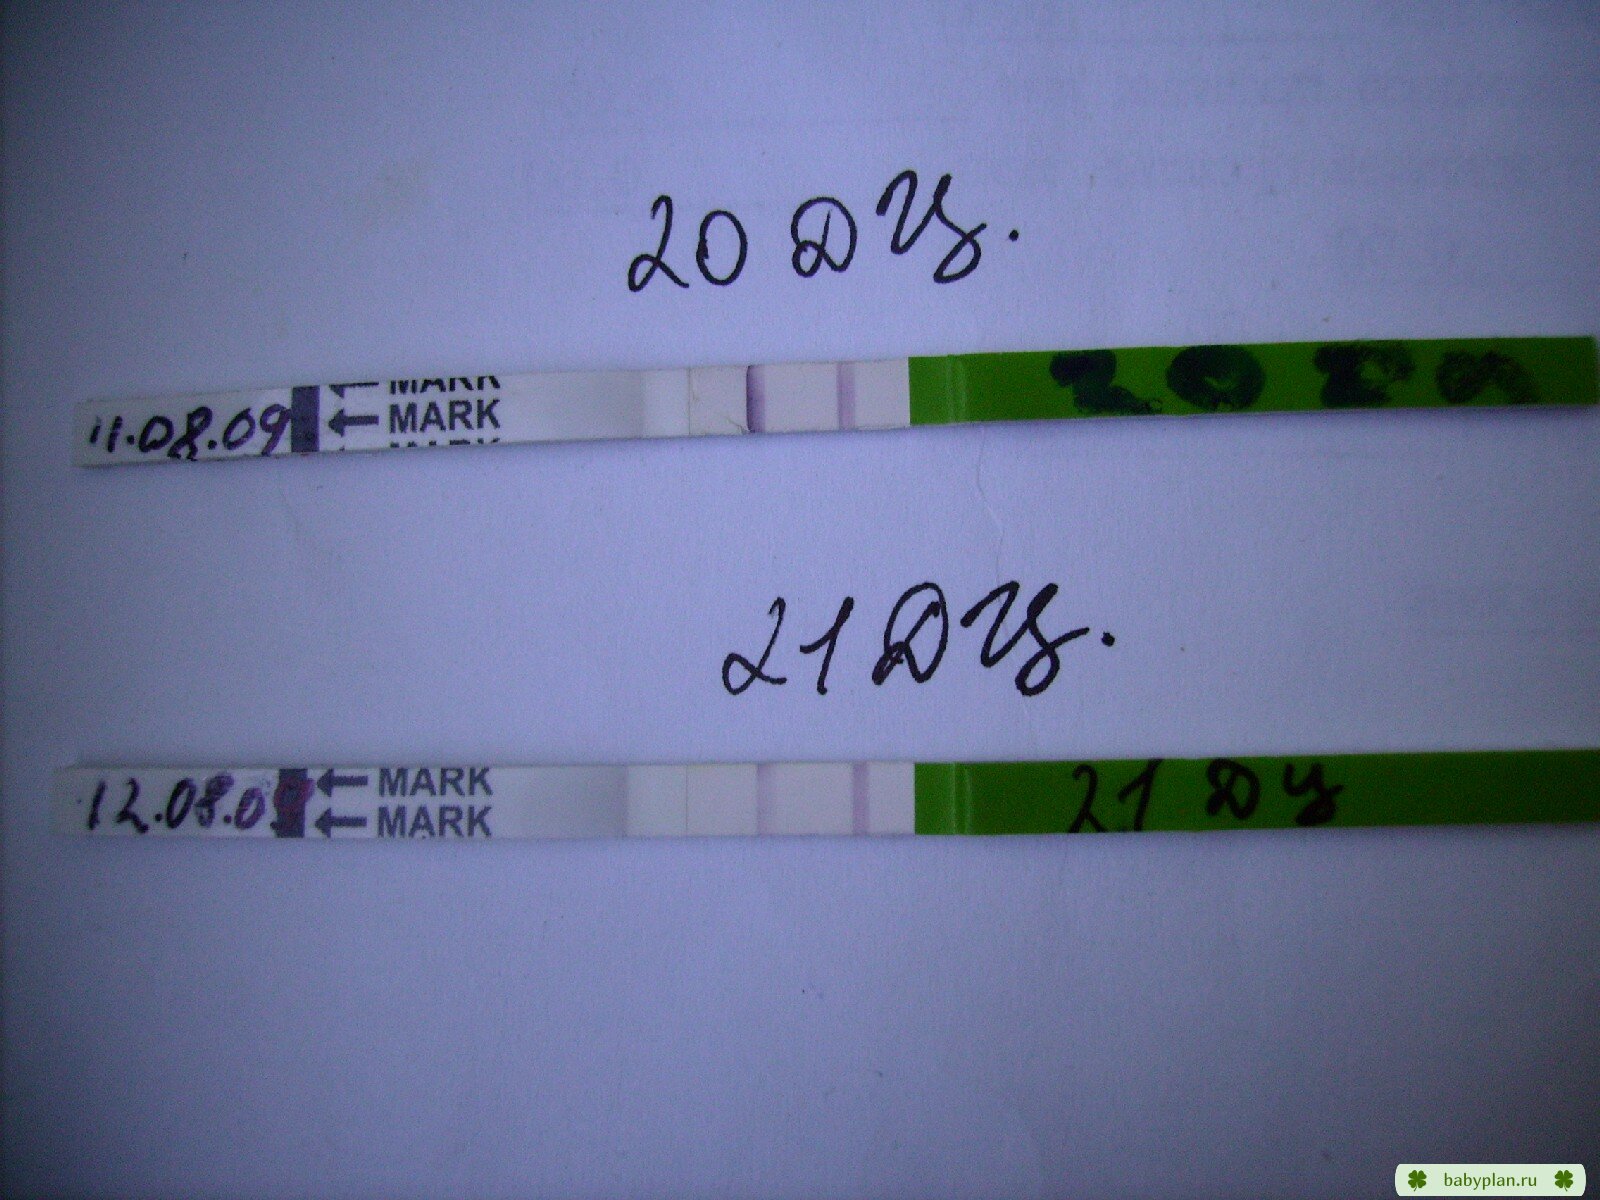 20 ДЦ.
11.08.09
MARK
MARK
21 ДЦ.
12.08.09
MARK
MARK
21 ДЦ
babyplan.ru